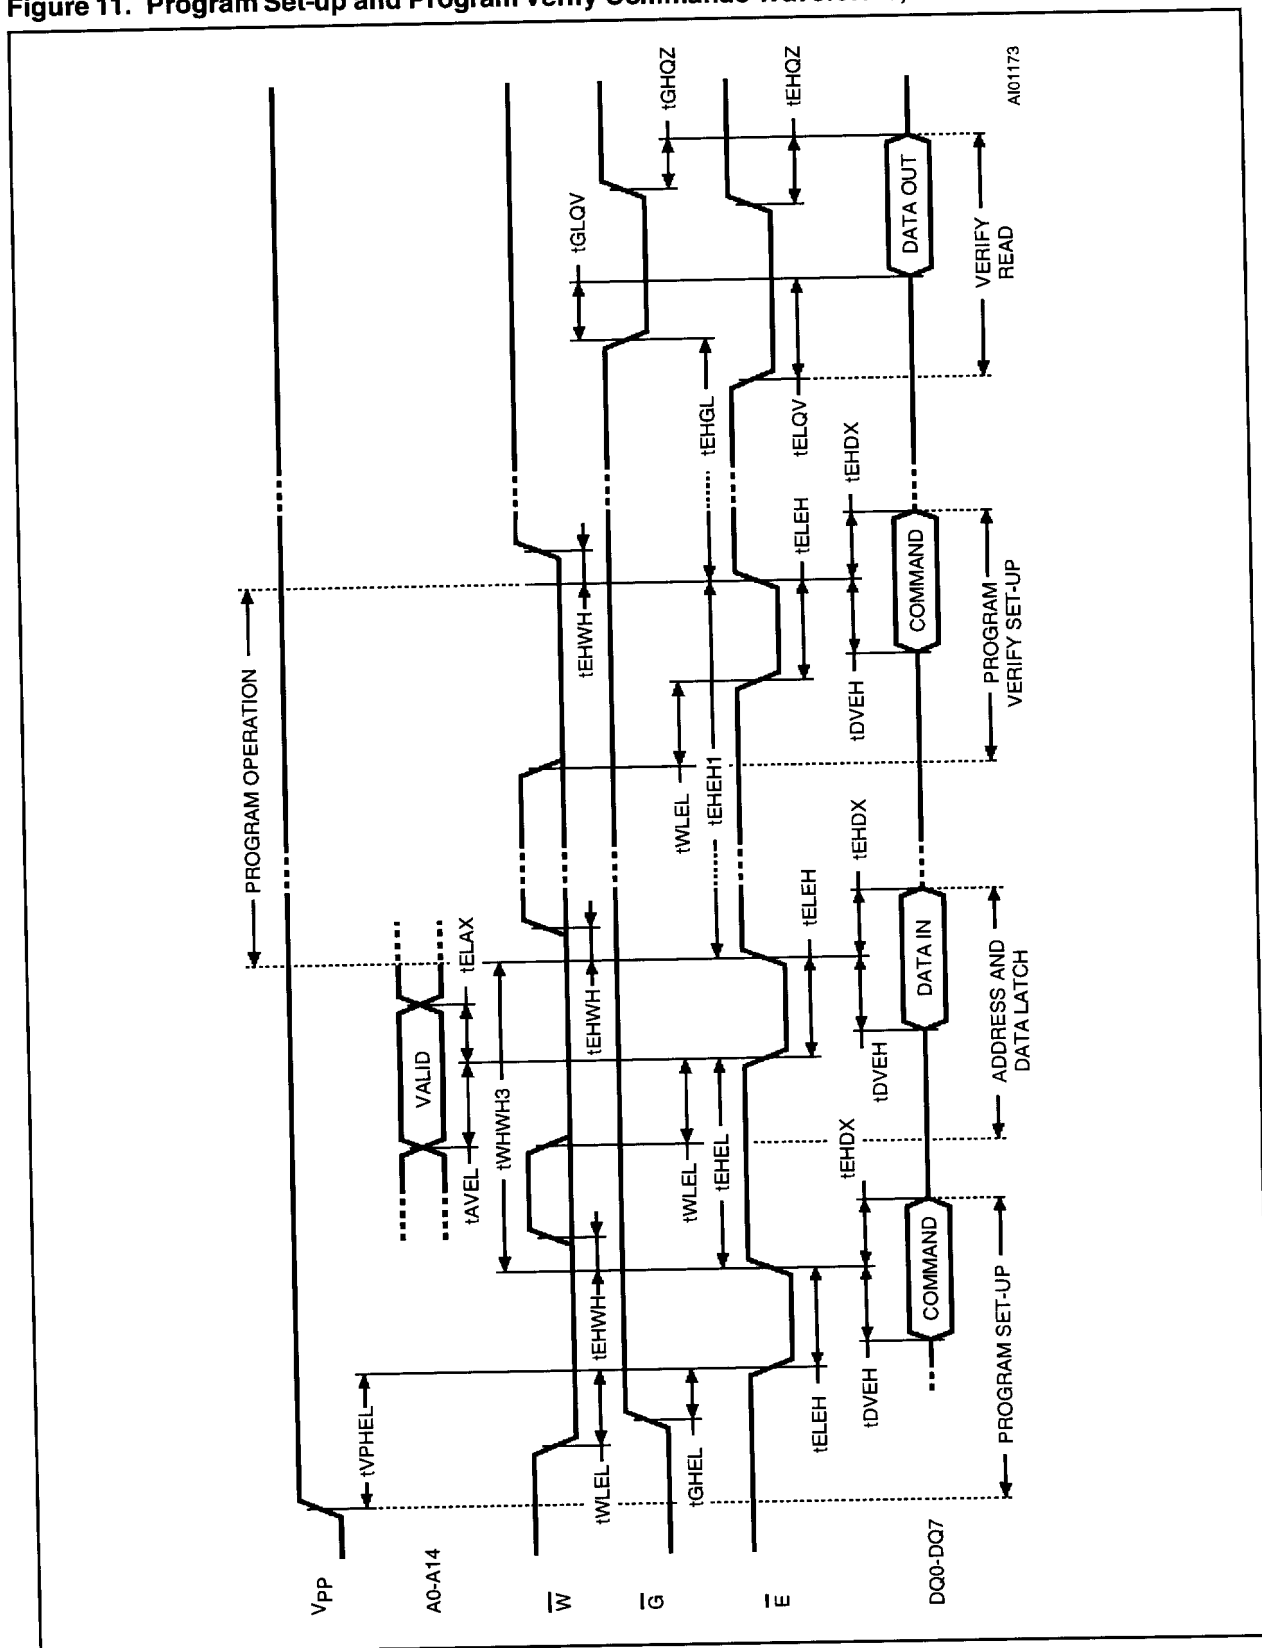 Figure 11. Program Set-up and Program Verify Commands
PROGRAM OPERATION
VPP
tVPHEL
A0-A14
VALID
tAVEL
tELAX
tWHWH3
W
tWLEL
tEHWH
tEHWH
tEHWH
tGLQV
G
tGHEL
tWLEL
tWLEL
tGHQZ
tEHEL
tEHEH1
tEHGL
E
tELEH
tELEH
tELEH
tELQV
tEHQZ
tDVEH
tEHDX
tDVEH
tEHDX
tDVEH
tEHDX
DQ0-DQ7
COMMAND
DATA IN
COMMAND
DATA OUT
PROGRAM SET-UP
ADDRESS AND
DATA LATCH
PROGRAM
VERIFY SET-UP
VERIFY
READ
AI01173